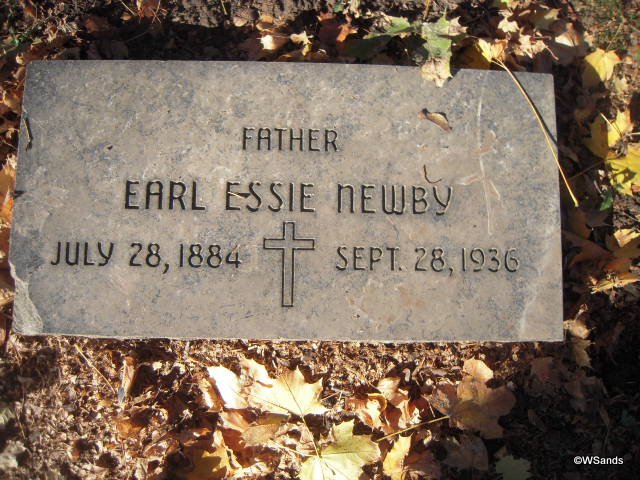 FATHER
EARL ESSIE NEWBY
JULY 28, 1884 SEPT. 28, 1936
©WSands